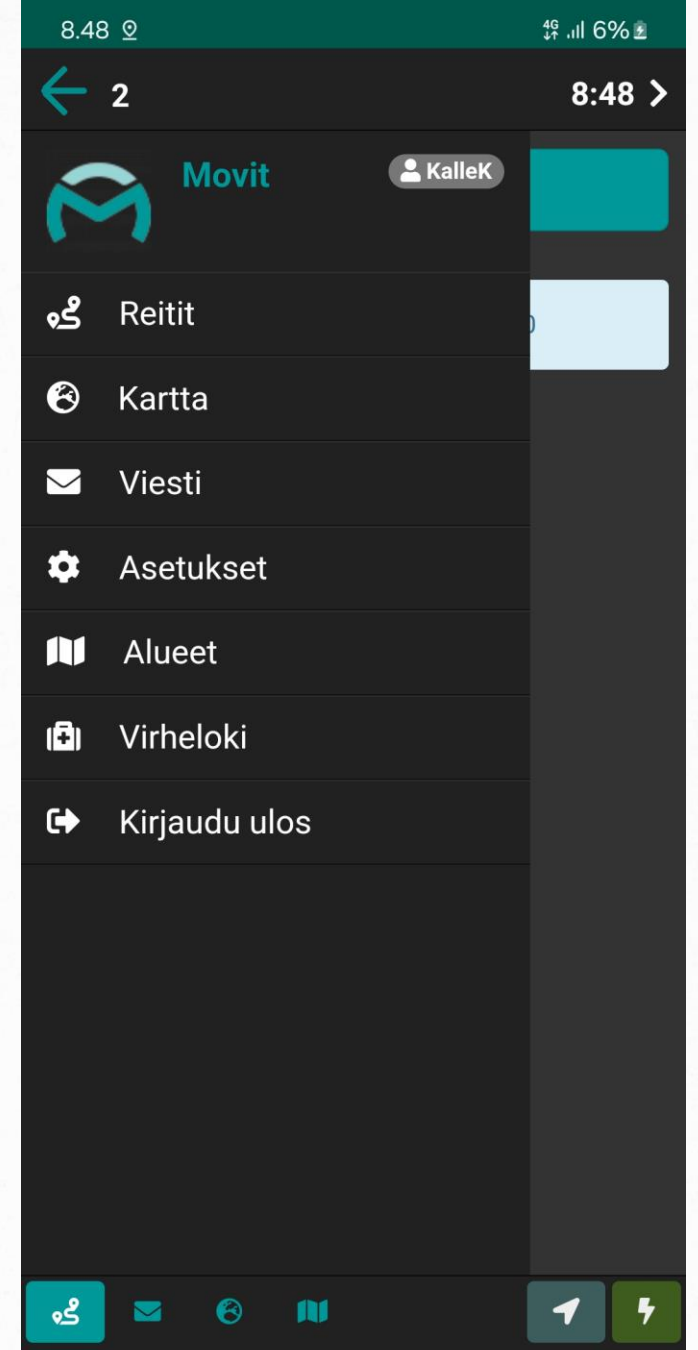 8.48 4G 6%
2 8:48
Movit KalleK
Reitit
Kartta
Viesti
Asetukset
Alueet
Virheloki
Kirjaudu ulos